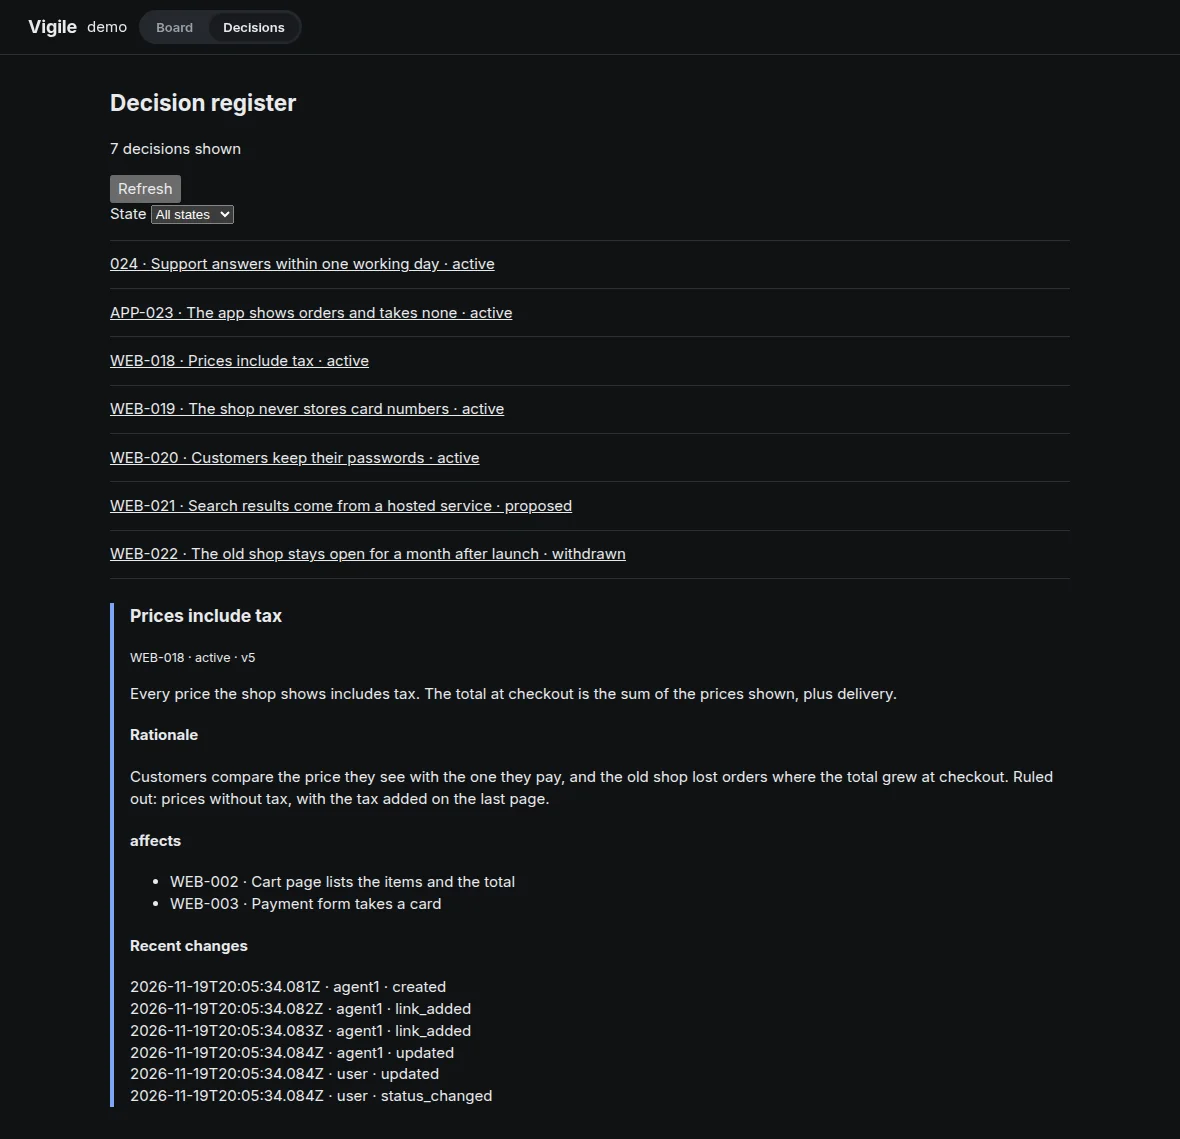 Vigile demo Board Decisions
Decision register
7 decisions shown
Refresh
State All states
024 · Support answers within one working day · active
APP-023 · The app shows orders and takes none · active
WEB-018 · Prices include tax · active
WEB-019 · The shop never stores card numbers · active
WEB-020 · Customers keep their passwords · active
WEB-021 · Search results come from a hosted service · proposed
WEB-022 · The old shop stays open for a month after launch · withdrawn
Prices include tax
WEB-018 · active · v5
Every price the shop shows includes tax. The total at checkout is the sum of the prices shown, plus delivery.
Rationale
Customers compare the price they see with the one they pay, and the old shop lost orders where the total grew at checkout. Ruled
out: prices without tax, with the tax added on the last page.
affects
• WEB-002 · Cart page lists the items and the total
• WEB-003 · Payment form takes a card
Recent changes
2026-11-19T20:05:34.081Z · agent1 · created
2026-11-19T20:05:34.082Z · agent1 · link_added
2026-11-19T20:05:34.083Z · agent1 · link_added
2026-11-19T20:05:34.084Z · agent1 · updated
2026-11-19T20:05:34.084Z · user · updated
2026-11-19T20:05:34.084Z · user · status_changed